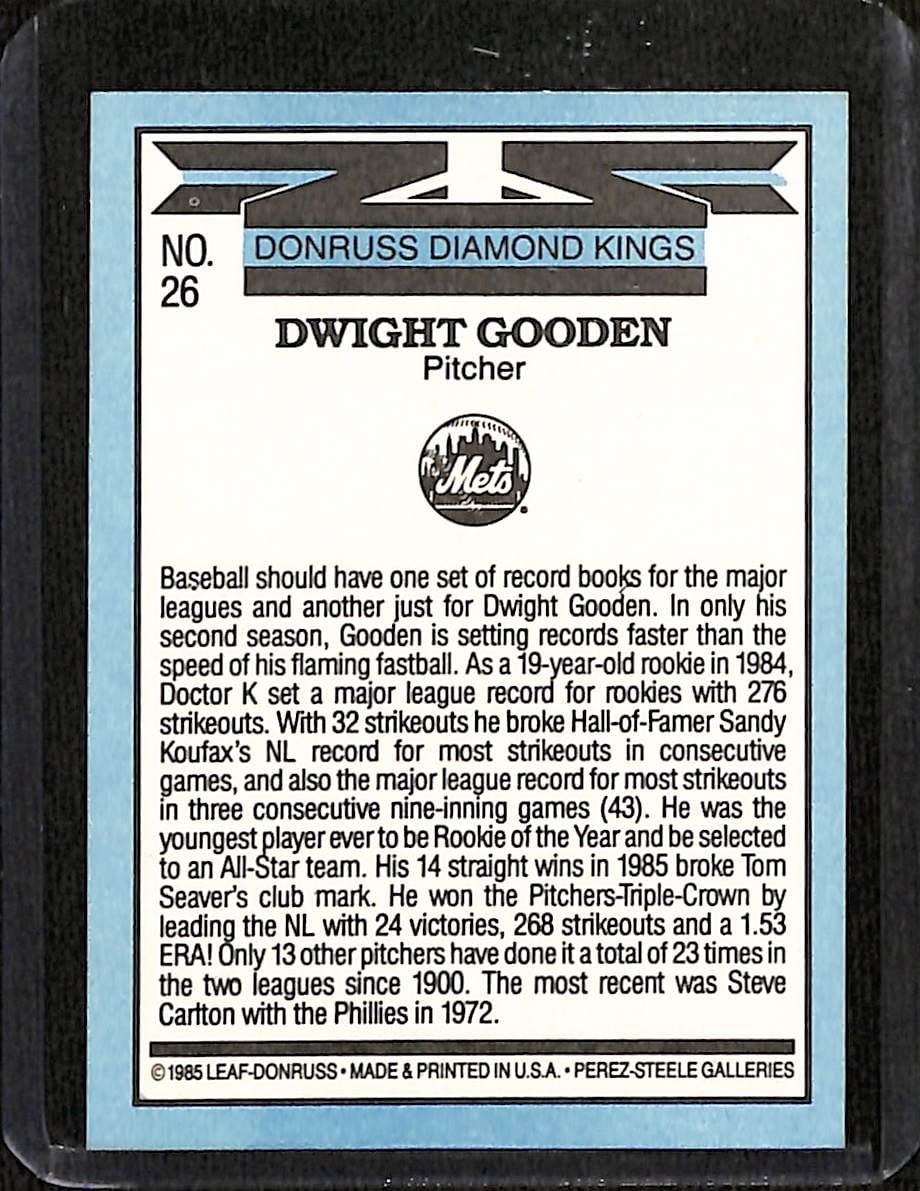 NO.
26
DONRUSS DIAMOND KINGS
DWIGHT GOODEN
Pitcher
Mets
Baseball should have one set of record books for the major
leagues and another just for Dwight Gooden. In only his
second season, Gooden is setting records faster than the
speed of his flaming fastball. As a 19-year-old rookie in 1984,
Doctor K set a major league record for rookies with 276
strikeouts. With 32 strikeouts he broke Hall-of-Famer Sandy
Koufax's NL record for most strikeouts in consecutive
games, and also the major league record for most strikeouts
in three consecutive nine-inning games (43). He was the
youngest player ever to be Rookie of the Year and be selected
to an All-Star team. His 14 straight wins in 1985 broke Tom
Seaver's club mark. He won the Pitchers-Triple-Crown by
leading the NL with 24 victories, 268 strikeouts and a 1.53
ERA! Only 13 other pitchers have done it a total of 23 times in
the two leagues since 1900. The most recent was Steve
Carlton with the Phillies in 1972.
©1985 LEAF-DONRUSS • MADE & PRINTED IN U.S.A. • PEREZ-STEELE GALLERIES